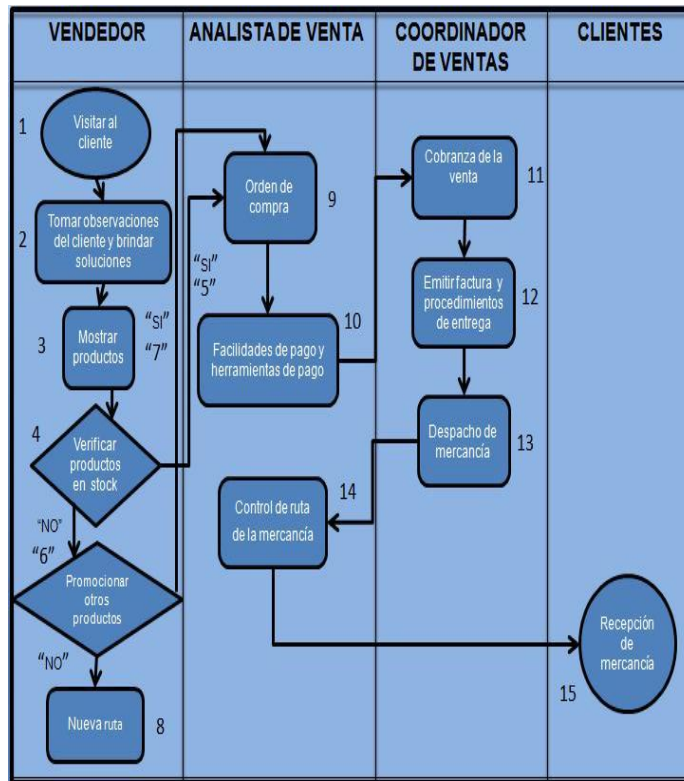 VENDEDOR
ANALISTA DE VENTA
COORDINADOR
DE VENTAS
CLIENTES
1
Visitar al
cliente
2
Tomar observaciones
del cliente y brindar
soluciones
3
Mostrar
productos
"SI"
"7"
4
Verificar
productos
en stock
"NO"
"6"
Promocionar
otros
productos
"NO"
Nueva ruta
8
Orden de
compra
9
"SI"
"5"
10
Facilidades de pago y
herramientas de pago
Cobranza de la
venta
11
Emitir factura y
procedimientos
de entrega
12
Despacho de
mercancía
13
14
Control de ruta
de la mercancía
Recepción
de
mercancía
15